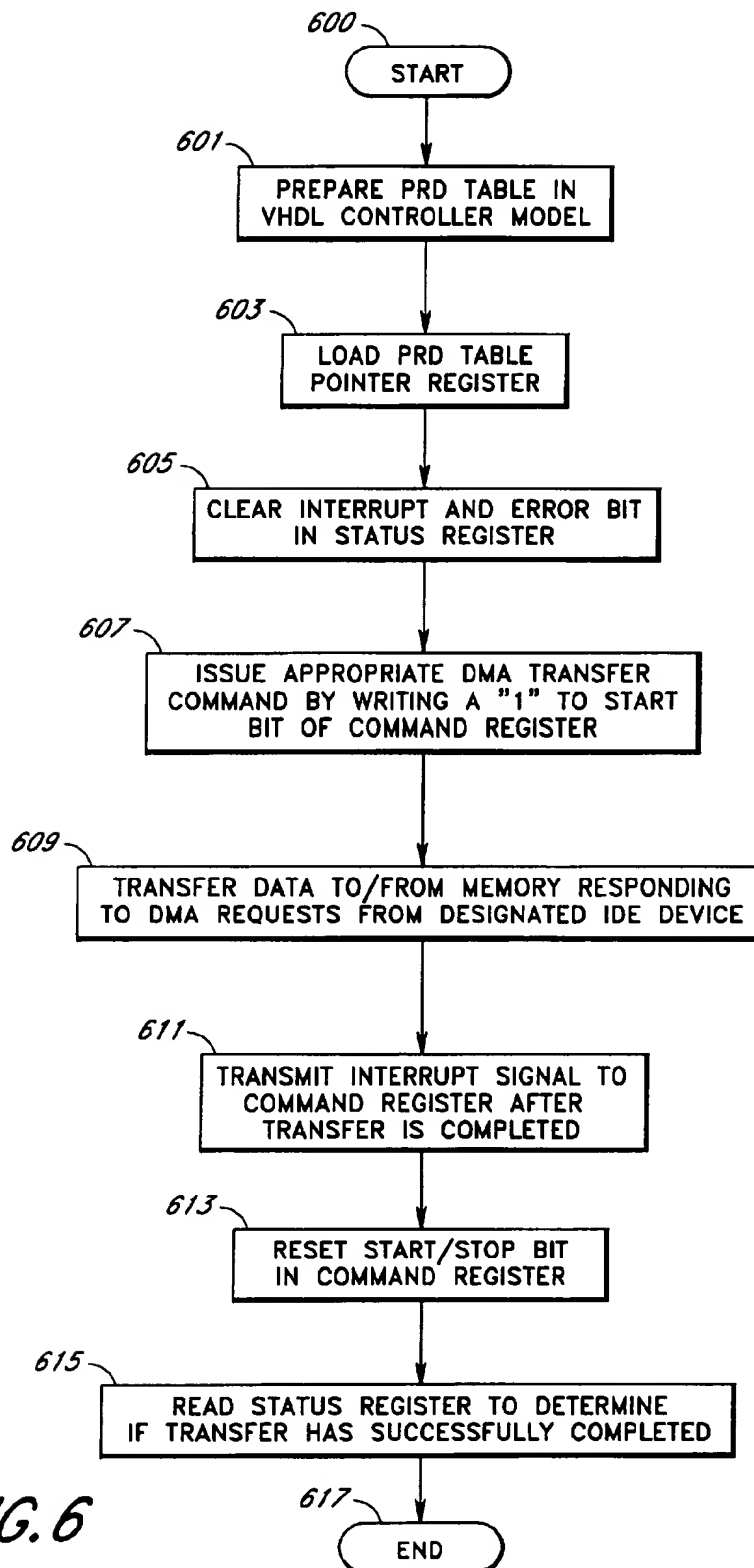 600
START
601
PREPARE PRD TABLE IN
VHDL CONTROLLER MODEL
603
LOAD PRD TABLE
POINTER REGISTER
605
CLEAR INTERRUPT AND ERROR BIT
IN STATUS REGISTER
607
ISSUE APPROPRIATE DMA TRANSFER
COMMAND BY WRITING A "1" TO START
BIT OF COMMAND REGISTER
609
TRANSFER DATA TO/FROM MEMORY RESPONDING
TO DMA REQUESTS FROM DESIGNATED IDE DEVICE
611
TRANSMIT INTERRUPT SIGNAL TO
COMMAND REGISTER AFTER
TRANSFER IS COMPLETED
613
RESET START/STOP BIT
IN COMMAND REGISTER
615
READ STATUS REGISTER TO DETERMINE
IF TRANSFER HAS SUCCESSFULLY COMPLETED
617
END
G.6